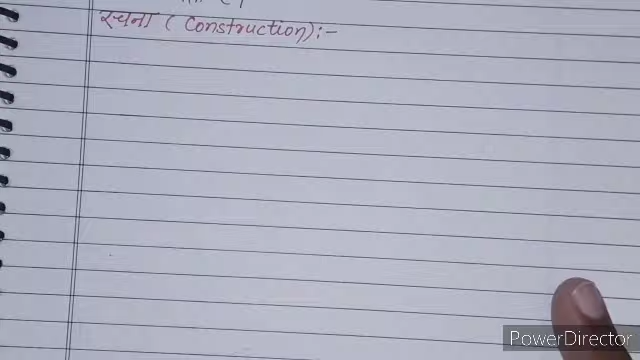 रचना ( Construction):-
PowerDirector